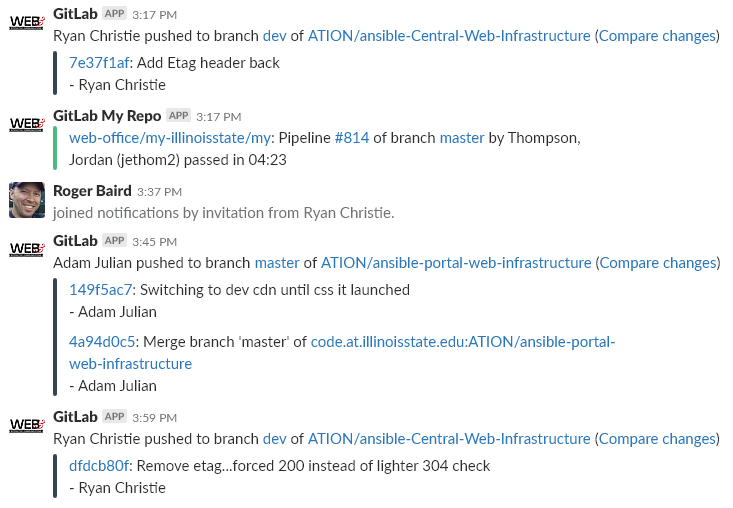 WEB
GitLab APP 3:17 PM
Ryan Christie pushed to branch dev of ATION/ansible-Central-Web-Infrastructure (Compare changes)
7e37f1af: Add Etag header back
- Ryan Christie
WEB
GitLab My Repo APP 3:17 PM
web-office/my-illinoisstate/my: Pipeline #814 of branch master by Thompson,
Jordan (jethom2) passed in 04:23
Roger Baird 3:37 PM
joined notifications by invitation from Ryan Christie.
WEB
GitLab APP 3:45 PM
Adam Julian pushed to branch master of ATION/ansible-portal-web-infrastructure (Compare changes)
149f5ac7: Switching to dev cdn until css it launched
- Adam Julian
4a94d0c5: Merge branch 'master' of code.at.illinoisstate.edu:ATION/ansible-portal-
web-infrastructure
- Adam Julian
WEB
GitLab APP 3:59 PM
Ryan Christie pushed to branch dev of ATION/ansible-Central-Web-Infrastructure (Compare changes)
dfdcb80f: Remove etag...forced 200 instead of lighter 304 check
- Ryan Christie